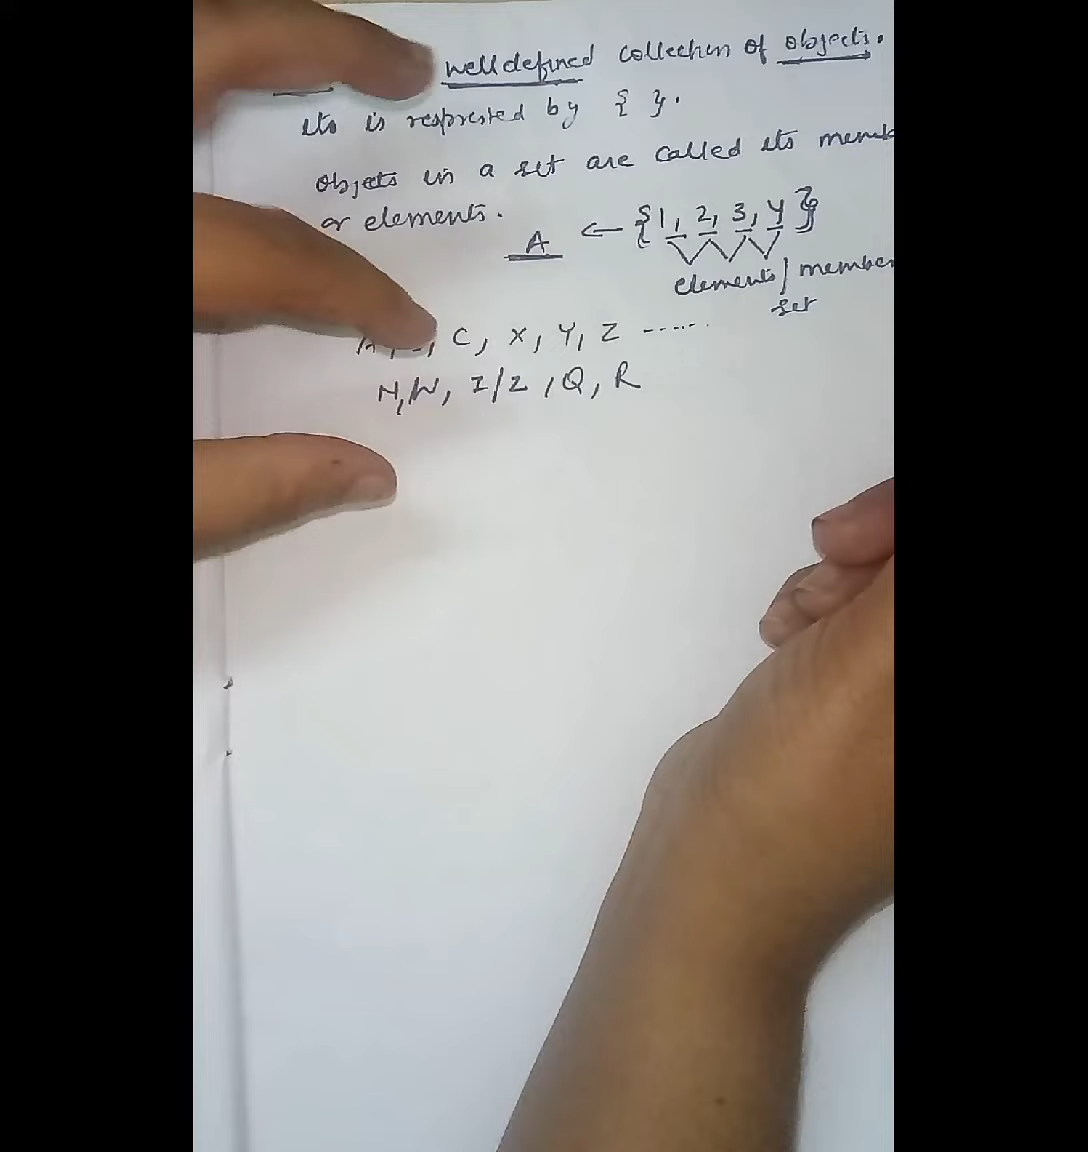 well defined collection of objects.
its is resprested by { }.
objects in a set are called its memb
or elements.
A ← {1, 2, 3, 4}
elements / member
set
A, , C, X, Y, Z ------
N, W, I/Z, Q, R